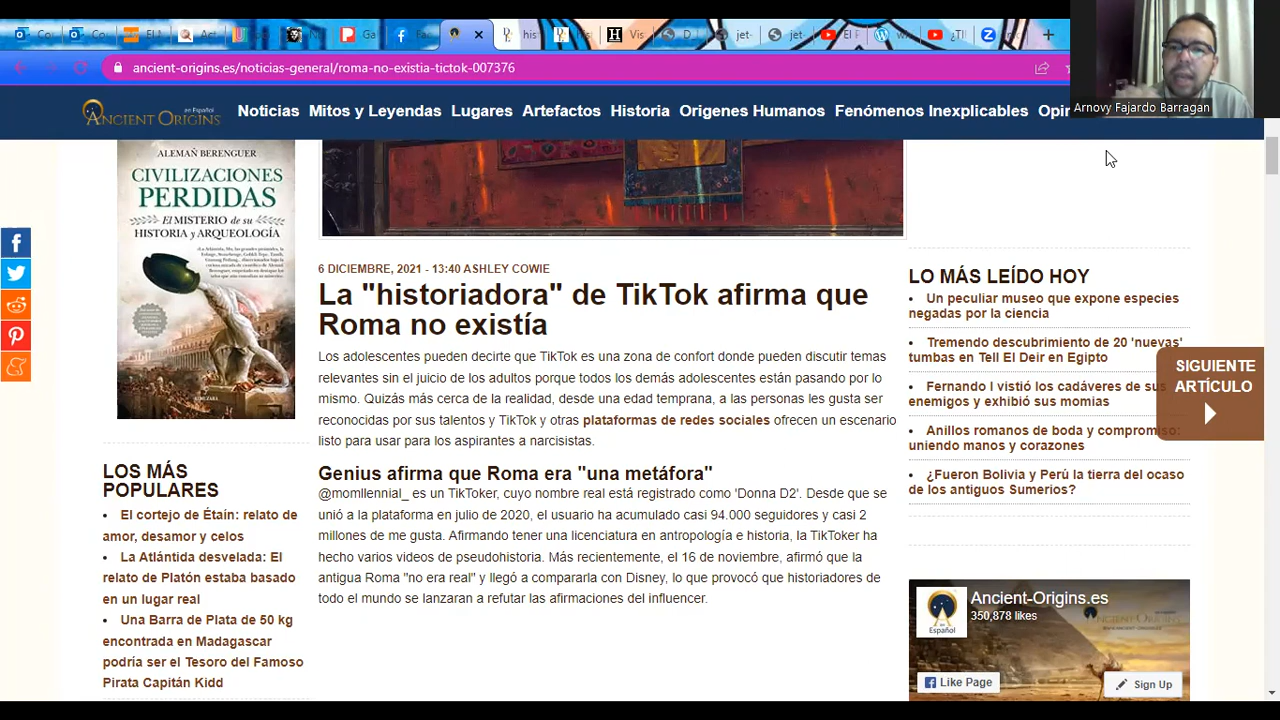 ancient-origins.es/noticias-general/roma-no-existia-tictok-007376
Arnovy Fajardo Barragan
ANCIENT ORIGINS
en Español
Noticias Mitos y Leyendas Lugares Artefactos Historia Origenes Humanos Fenómenos Inexplicables
ALEMAÑ BERENGUER
CIVILIZACIONES
PERDIDAS
EL MISTERIO DE SU
HISTORIA Y ARQUEOLOGÍA
LOS MÁS
POPULARES
El cortejo de Étaín: relato de
amor, desamor y celos
La Atlántida desvelada: El
relato de Platón estaba basado
en un lugar real
Una Barra de Plata de 50 kg
encontrada en Madagascar
podría ser el Tesoro del Famoso
Pirata Capitán Kidd
6 DICIEMBRE, 2021 - 13:40 ASHLEY COWIE
La "historiadora" de TikTok afirma que
Roma no existía
Los adolescentes pueden decirte que TikTok es una zona de confort donde pueden discutir temas
relevantes sin el juicio de los adultos porque todos los demás adolescentes están pasando por lo
mismo. Quizás más cerca de la realidad, desde una edad temprana, a las personas les gusta ser
reconocidas por sus talentos y TikTok y otras plataformas de redes sociales ofrecen un escenario
listo para usar para los aspirantes a narcisistas.
Genius afirma que Roma era "una metáfora"
@momllennial_ es un TikToker, cuyo nombre real está registrado como 'Donna D2'. Desde que se
unió a la plataforma en julio de 2020, el usuario ha acumulado casi 94.000 seguidores y casi 2
millones de me gusta. Afirmando tener una licenciatura en antropología e historia, la TikToker ha
hecho varios videos de pseudohistoria. Más recientemente, el 16 de noviembre, afirmó que la
antigua Roma "no era real" y llegó a compararla con Disney, lo que provocó que historiadores de
todo el mundo se lanzaran a refutar las afirmaciones del influencer.
LO MÁS LEÍDO HOY
Un peculiar museo que expone especies
negadas por la ciencia
Tremendo descubrimiento de 20 'nuevas'
tumbas en Tell El Deir en Egipto
Fernando I vistió los cadáveres de sus
enemigos y exhibió sus momias
Anillos romanos de boda y compromiso:
uniendo manos y corazones
¿Fueron Bolivia y Perú la tierra del ocaso
de los antiguos Sumerios?
SIGUIENTE
ARTÍCULO
Ancient-Origins.es
350,878 likes
Español
Like Page
Sign Up